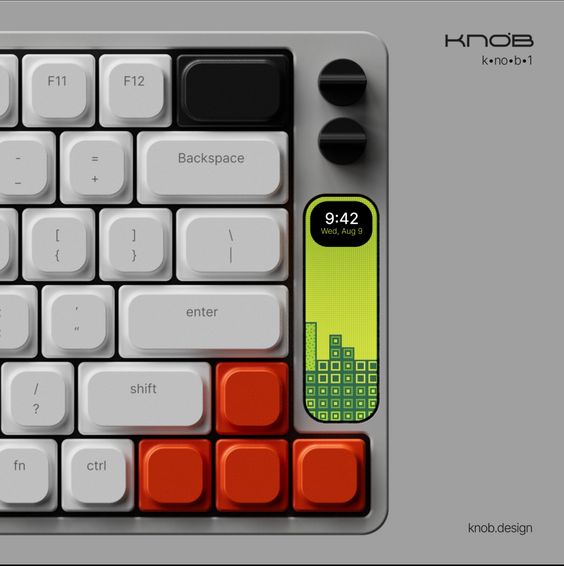 KNOB
k•no•b•1
F11
F12
-
_
=
+
Backspace
9:42
Wed, Aug 9
[
{
]
}
\
|
'
"
enter
/
?
shift
fn
ctrl
knob.design